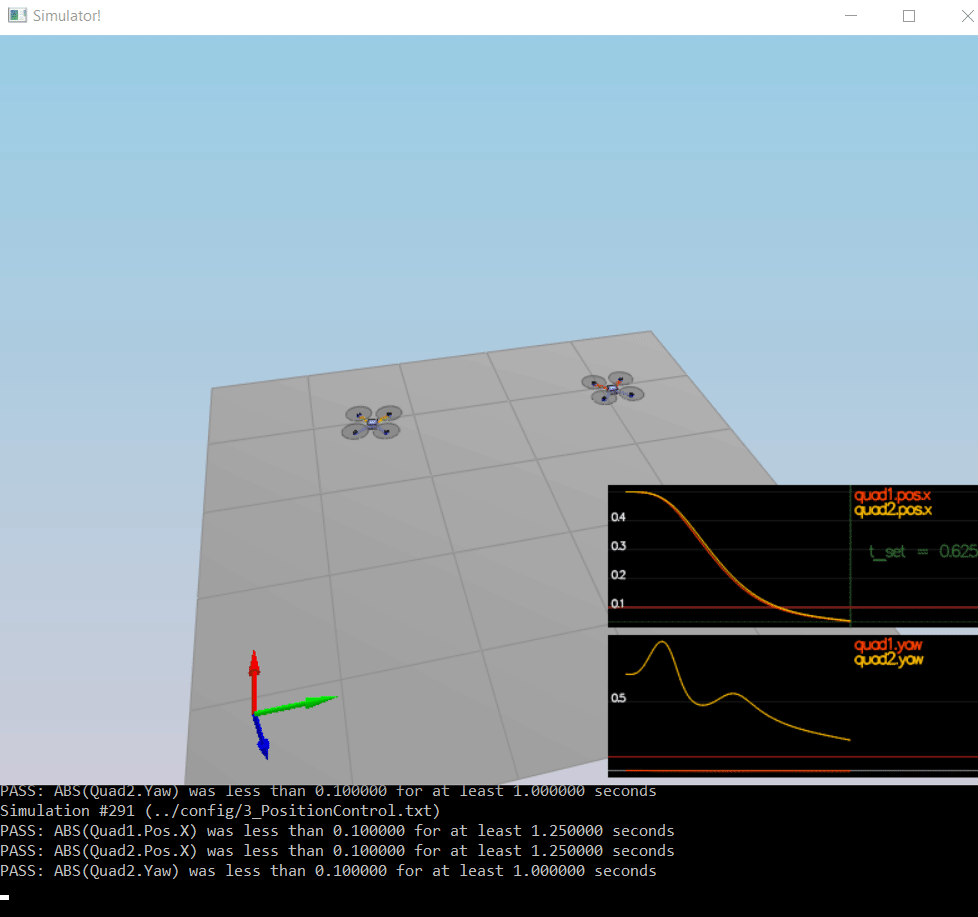 Simulator!
quad1.pos.x
quad2.pos.x
0.4
0.3
t_set = 0.625
0.2
0.1
quad1.yaw
quad2.yaw
0.5
PASS: ABS(Quad2.Yaw) was less than 0.100000 for at least 1.000000 seconds
Simulation #291 (../config/3_PositionControl.txt)
PASS: ABS(Quad1.Pos.X) was less than 0.100000 for at least 1.250000 seconds
PASS: ABS(Quad2.Pos.X) was less than 0.100000 for at least 1.250000 seconds
PASS: ABS(Quad2.Yaw) was less than 0.100000 for at least 1.000000 seconds